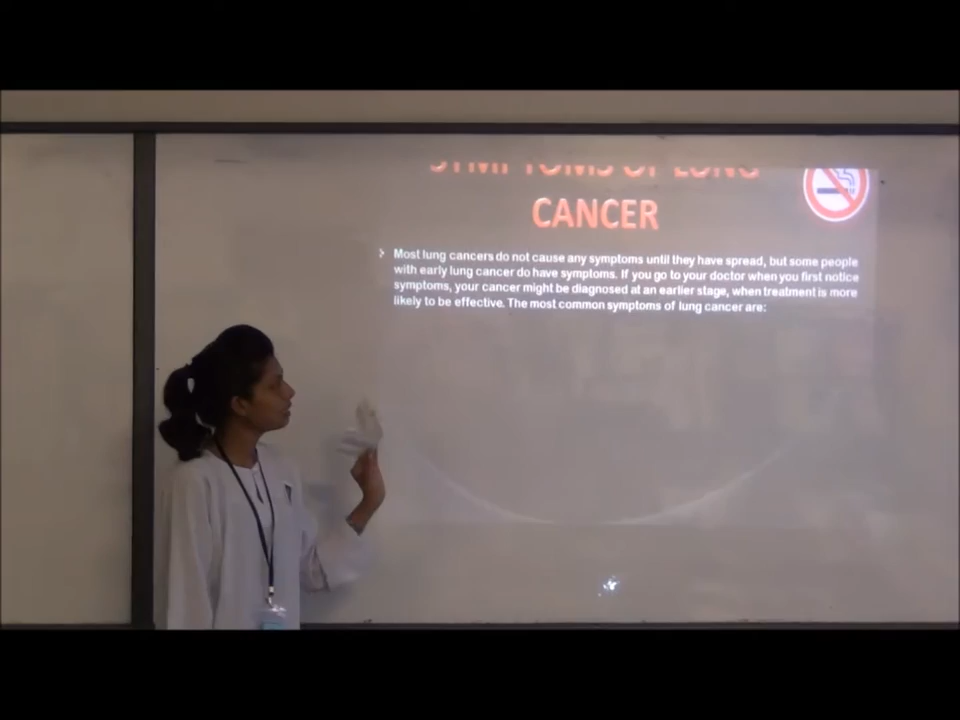 SYMPTOMS OF LUNG
CANCER
Most lung cancers do not cause any symptoms until they have spread, but some people
with early lung cancer do have symptoms. If you go to your doctor when you first notice
symptoms, your cancer might be diagnosed at an earlier stage, when treatment is more
likely to be effective. The most common symptoms of lung cancer are: